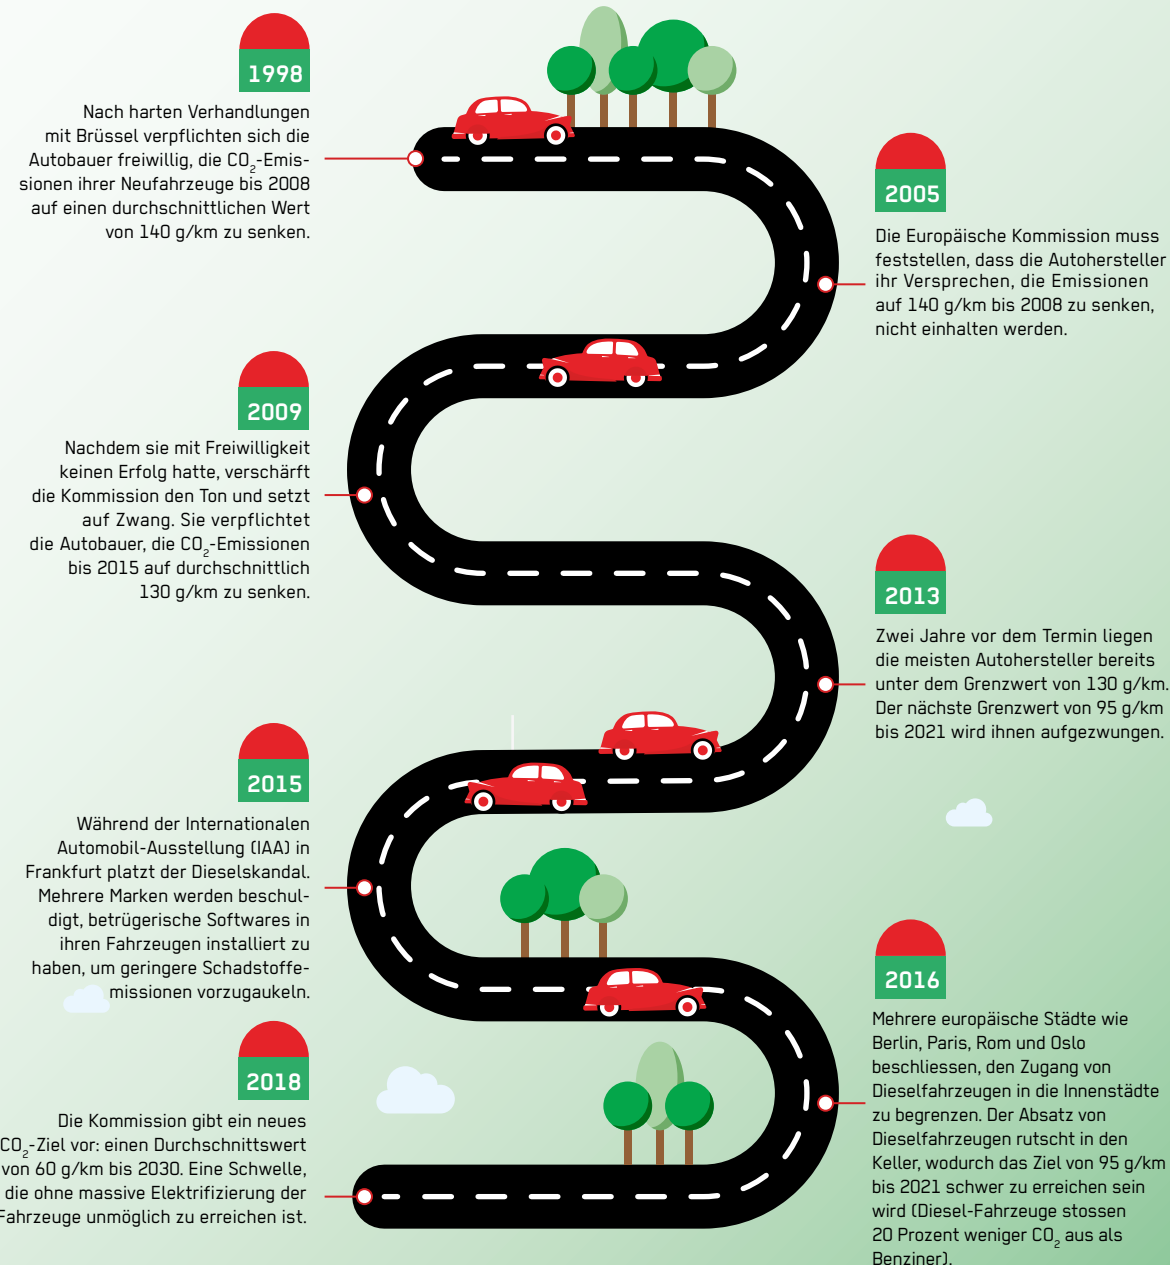 1998
Nach harten Verhandlungen
mit Brüssel verpflichten sich die
Autobauer freiwillig, die CO₂-Emis-
sionen ihrer Neufahrzeuge bis 2008
auf einen durchschnittlichen Wert
von 140 g/km zu senken.
2005
Die Europäische Kommission muss
feststellen, dass die Autohersteller
ihr Versprechen, die Emissionen
auf 140 g/km bis 2008 zu senken,
nicht einhalten werden.
2009
Nachdem sie mit Freiwilligkeit
keinen Erfolg hatte, verschärft
die Kommission den Ton und setzt
auf Zwang. Sie verpflichtet
die Autobauer, die CO₂-Emissionen
bis 2015 auf durchschnittlich
130 g/km zu senken.
2013
Zwei Jahre vor dem Termin liegen
die meisten Autohersteller bereits
unter dem Grenzwert von 130 g/km.
Der nächste Grenzwert von 95 g/km
bis 2021 wird ihnen aufgezwungen.
2015
Während der Internationalen
Automobil-Ausstellung (IAA) in
Frankfurt platzt der Dieselskandal.
Mehrere Marken werden beschul-
digt, betrügerische Softwares in
ihren Fahrzeugen installiert zu
haben, um geringere Schadstoffe-
missionen vorzugaukeln.
2016
Mehrere europäische Städte wie
Berlin, Paris, Rom und Oslo
beschliessen, den Zugang von
Dieselfahrzeugen in die Innenstädte
zu begrenzen. Der Absatz von
Dieselfahrzeugen rutscht in den
Keller, wodurch das Ziel von 95 g/km
bis 2021 schwer zu erreichen sein
wird (Diesel-Fahrzeuge stossen
20 Prozent weniger CO₂ aus als
Benziner).
2018
Die Kommission gibt ein neues
CO₂-Ziel vor: einen Durchschnittswert
von 60 g/km bis 2030. Eine Schwelle,
die ohne massive Elektrifizierung der
Fahrzeuge unmöglich zu erreichen ist.